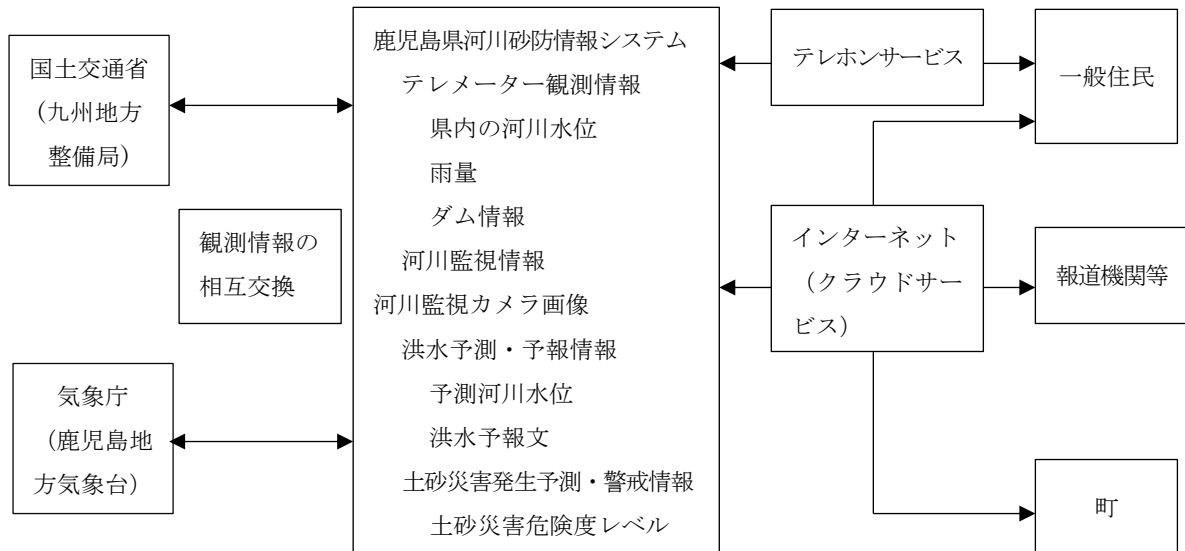 国土交通省
（九州地方
整備局）
観測情報の
相互交換
気象庁
（鹿児島地
方気象台）
鹿児島県河川砂防情報システム
テレメーター観測情報
県内の河川水位
雨量
ダム情報
河川監視情報
河川監視カメラ画像
洪水予測・予報情報
予測河川水位
洪水予報文
土砂災害発生予測・警戒情報
土砂災害危険度レベル
テレホンサービス
インターネット
（クラウドサー
ビス）
一般住民
報道機関等
町